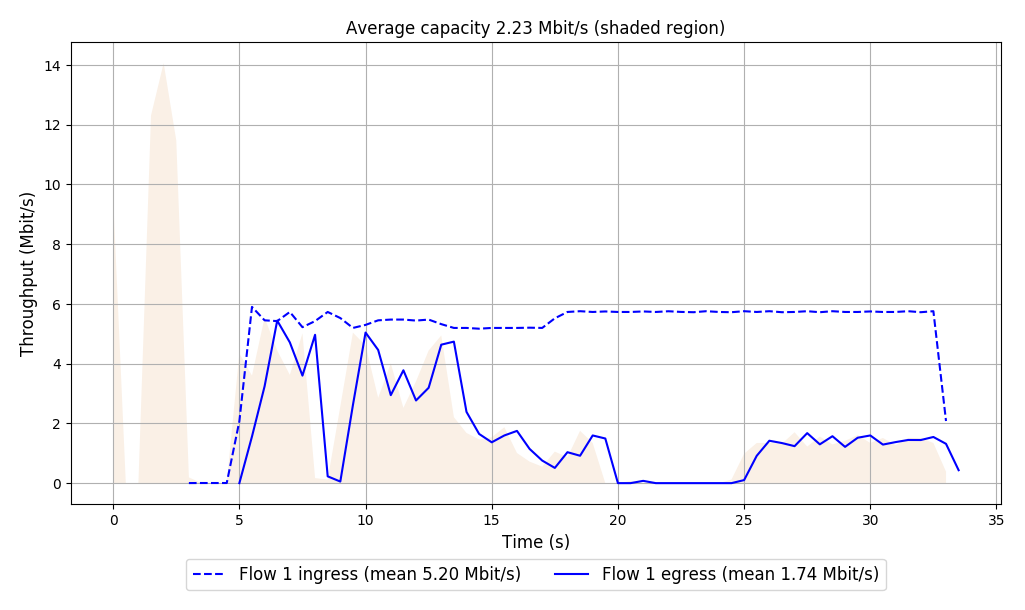 Average capacity 2.23 Mbit/s (shaded region)
Throughput (Mbit/s)
14
12
10
8
6
4
2
0
0 5 10 15 20 25 30 35
Time (s)
Flow 1 ingress (mean 5.20 Mbit/s) Flow 1 egress (mean 1.74 Mbit/s)